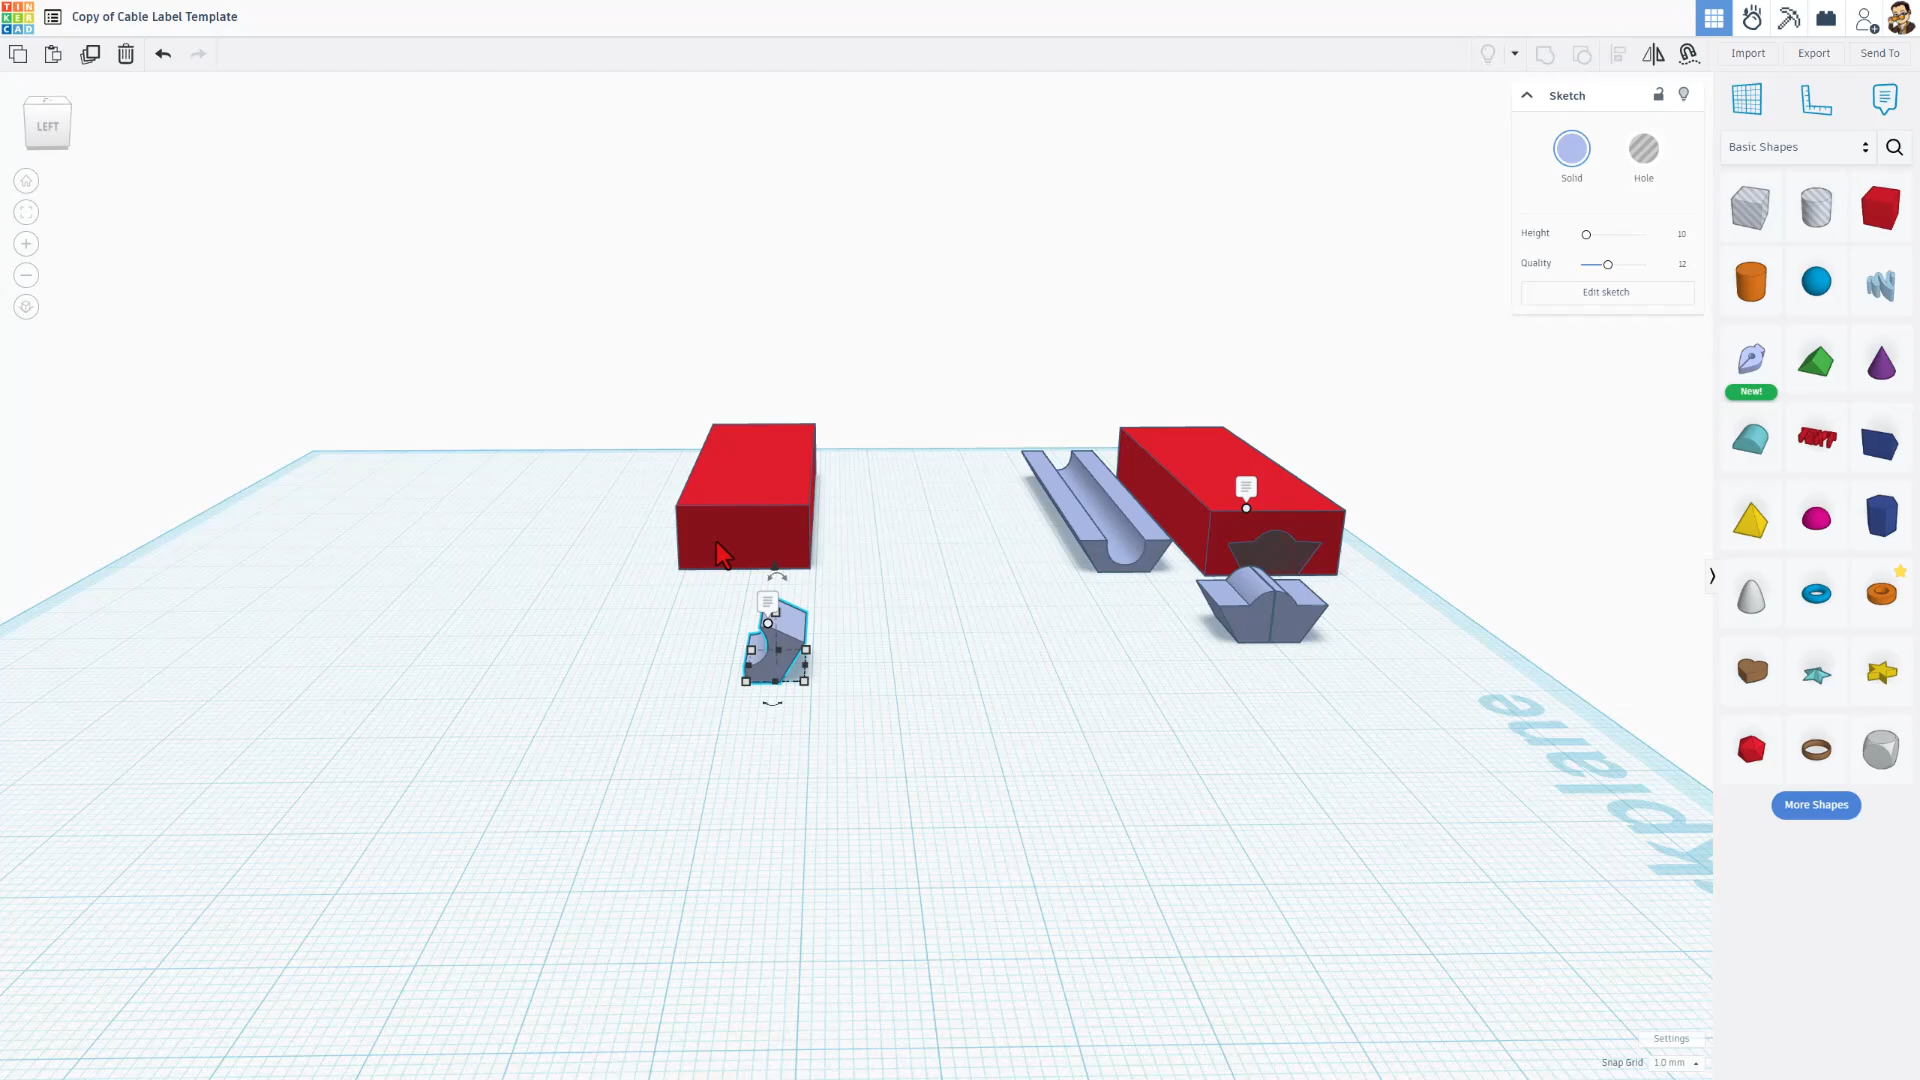 TIN
KER
CAD
Copy of Cable Label Template
Import
Export
Send To
LEFT
Sketch
Solid
Hole
Height
10
Quality
12
Edit sketch
Basic Shapes
New!
TEXT
More Shapes
Settings
Snap Grid 1.0 mm